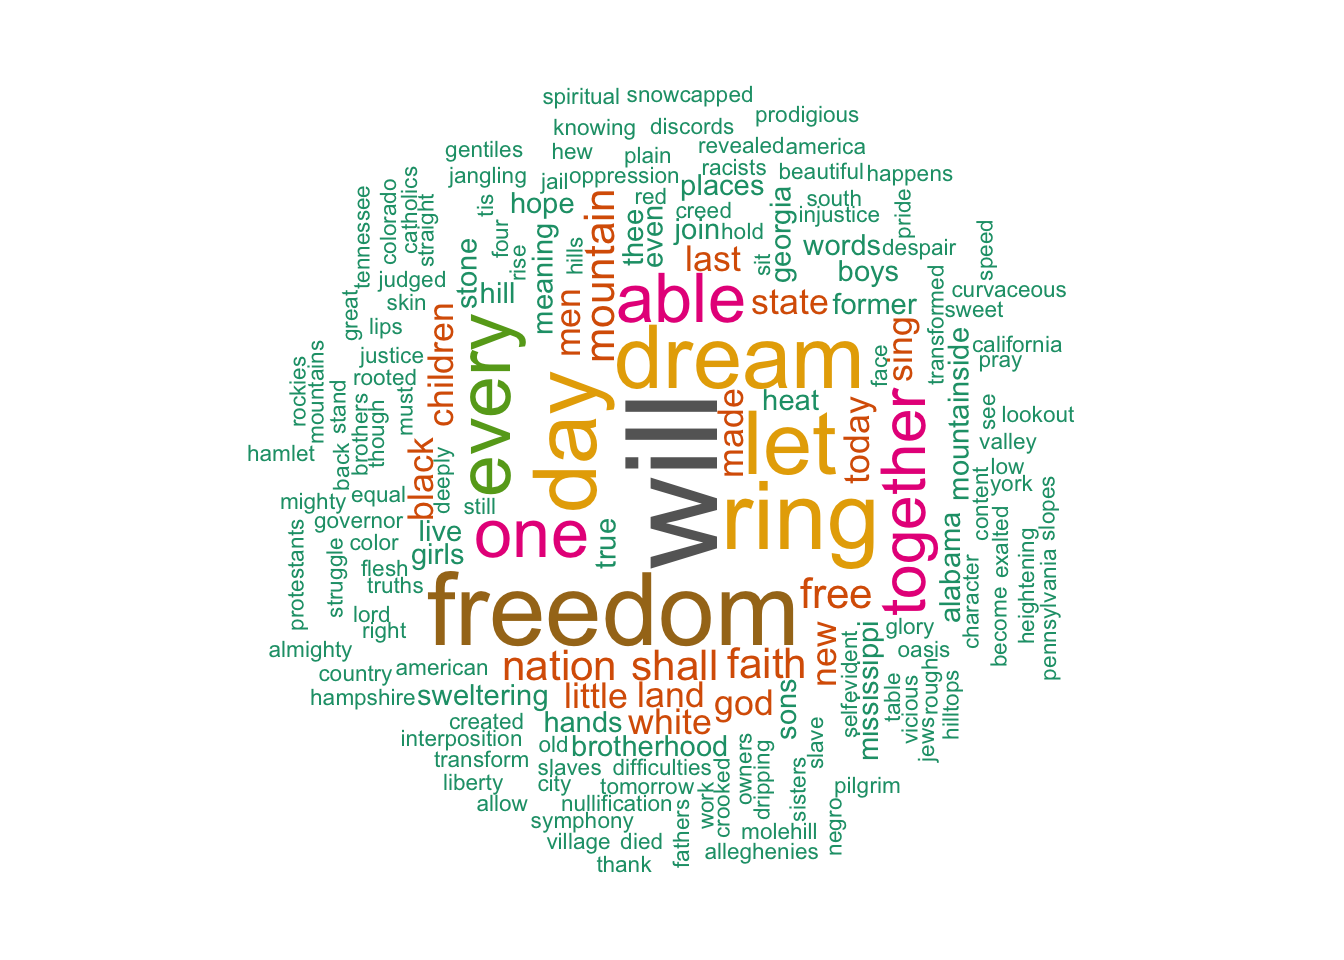 spiritual
snowcapped
prodigious
knowing
discords
gentiles
hew
plain
revealed
america
jangling
jail
oppression
racists
beautiful
happens
tennessee
colorado
catholics
straight
tis
hope
mountain
red
places
creed
georgia
south
injustice
pride
four
rise
meaning
hills
thee
even
join
hold
words
despair
speed
judged
stone
hill
men
last
sit
boys
transformed
curvaceous
great
skin
able
state
former
sweet
lips
children
every
day
dream
face
sing
mountainside
california
pray
justice
rooted
rockies
mountains
stand
brothers
though
must
will
made
heat
let
today
together
see
lookout
hamlet
back
black
deeply
valley
low
york
mighty
equal
still
ring
content
slopes
governor
live
one
true
color
girls
protestants
struggle
flesh
truths
freedom
free
alabama
character
become
exalted
heightening
pennsylvania
lord
right
almighty
country
american
nation
shall
faith
new
selfevident
mississippi
glory
oasis
hampshire
sweltering
little
land
god
sons
table
vicious
jews
rough
hilltops
created
hands
white
interposition
old
brotherhood
slave
transform
slaves
difficulties
crooked
owners
dripping
sisters
liberty
city
tomorrow
work
pilgrim
allow
nullification
symphony
fathers
molehill
negro
village
died
alleghenies
thank